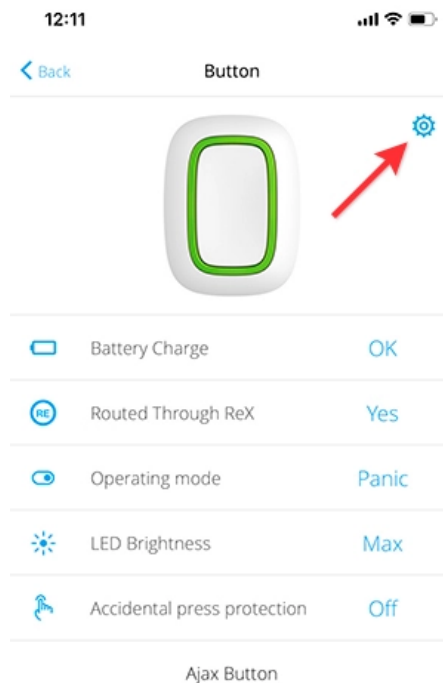 12:11
Back
Button
Battery Charge OK
RE Routed Through ReX Yes
Operating mode Panic
LED Brightness Max
Accidental press protection Off
Ajax Button